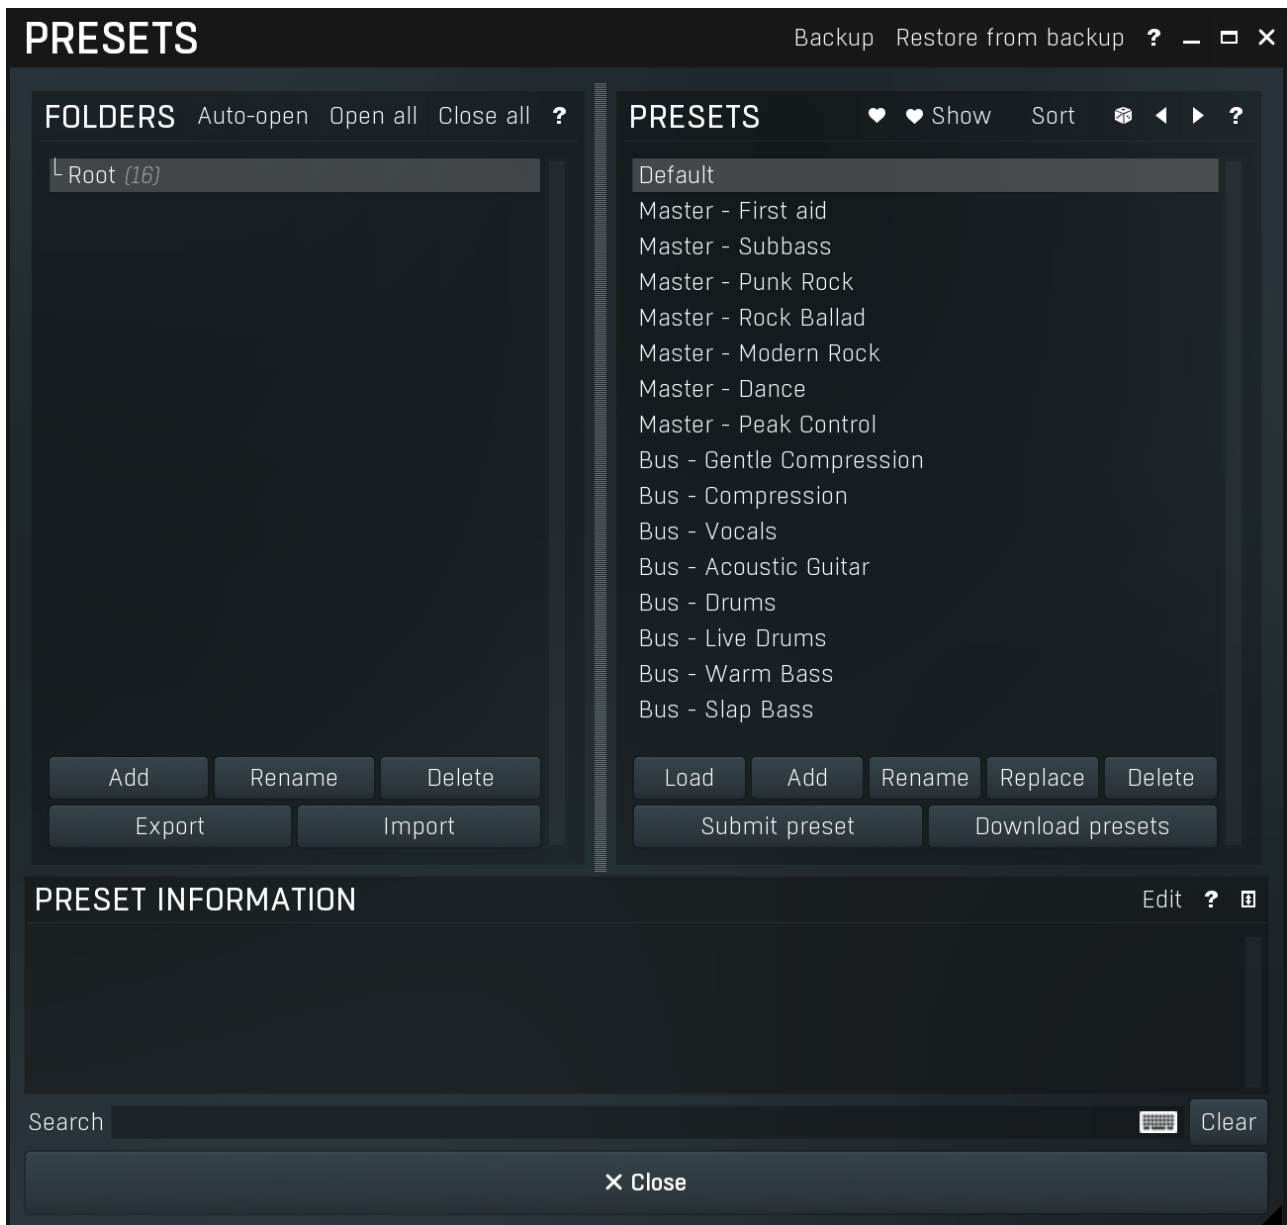 PRESETS Backup Restore from backup ?
FOLDERS Auto-open Open all Close all ?
Root (16)
Add Rename Delete
Export Import
PRESETS Show Sort ?
Default
Master - First aid
Master - Subbass
Master - Punk Rock
Master - Rock Ballad
Master - Modern Rock
Master - Dance
Master - Peak Control
Bus - Gentle Compression
Bus - Compression
Bus - Vocals
Bus - Acoustic Guitar
Bus - Drums
Bus - Live Drums
Bus - Warm Bass
Bus - Slap Bass
Load Add Rename Replace Delete
Submit preset Download presets
PRESET INFORMATION Edit ?
Search Clear
Close